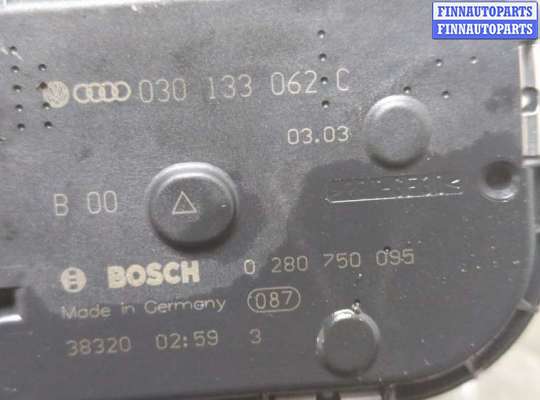 FINNAUTOPARTS
FINNAUTOPARTS
030 133 062 C
03.03
B 00
BOSCH 0 280 750 095
Made in Germany 087
38320 02:59 3